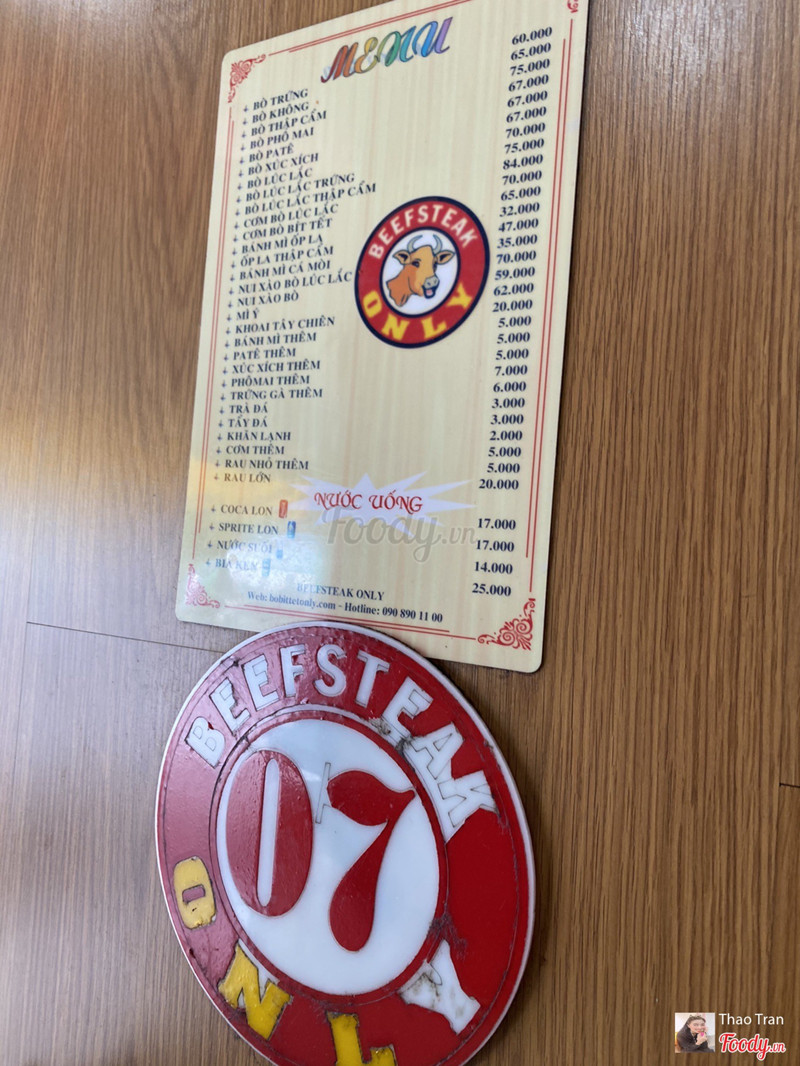 MENU
BÒ TRỨNG 60.000
BÒ KHÔNG 65.000
BÒ THẬP CẨM 75.000
BÒ PHÔ MAI 67.000
BÒ PATÊ 67.000
BÒ XÚC XÍCH 67.000
BÒ LÚC LẮC 70.000
BÒ LÚC LẮC TRỨNG 75.000
BÒ LÚC LẮC THẬP CẨM 84.000
CƠM BÒ LÚC LẮC 70.000
CƠM BÒ BÍT TẾT 65.000
BÁNH MÌ ỐP LA 32.000
ỐP LA THẬP CẨM 47.000
BÁNH MÌ CÁ MÒI 35.000
NUI XÀO BÒ LÚC LẮC 70.000
NUI XÀO BÒ 59.000
MÌ Ý 62.000
KHOAI TÂY CHIÊN 20.000
BÁNH MÌ THÊM 5.000
PATÊ THÊM 5.000
XÚC XÍCH THÊM 5.000
PHÔMAI THÊM 7.000
TRỨNG GÀ THÊM 6.000
TRÀ ĐÁ 3.000
TẨY ĐÁ 3.000
KHĂN LẠNH 2.000
CƠM THÊM 5.000
RAU NHỎ THÊM 5.000
RAU LỚN 20.000
BEEFSTEAK
ONLY
NƯỚC UỐNG
COCA LON 17.000
SPRITE LON 17.000
NƯỚC SUỐI 14.000
BIA KEN 25.000
Foody.vn
BEEFSTEAK ONLY
Web: bobittetonly.com - Hotline: 090 890 11 00
BEEFSTEAK
07
ONLY
Thao Tran
Foody.vn